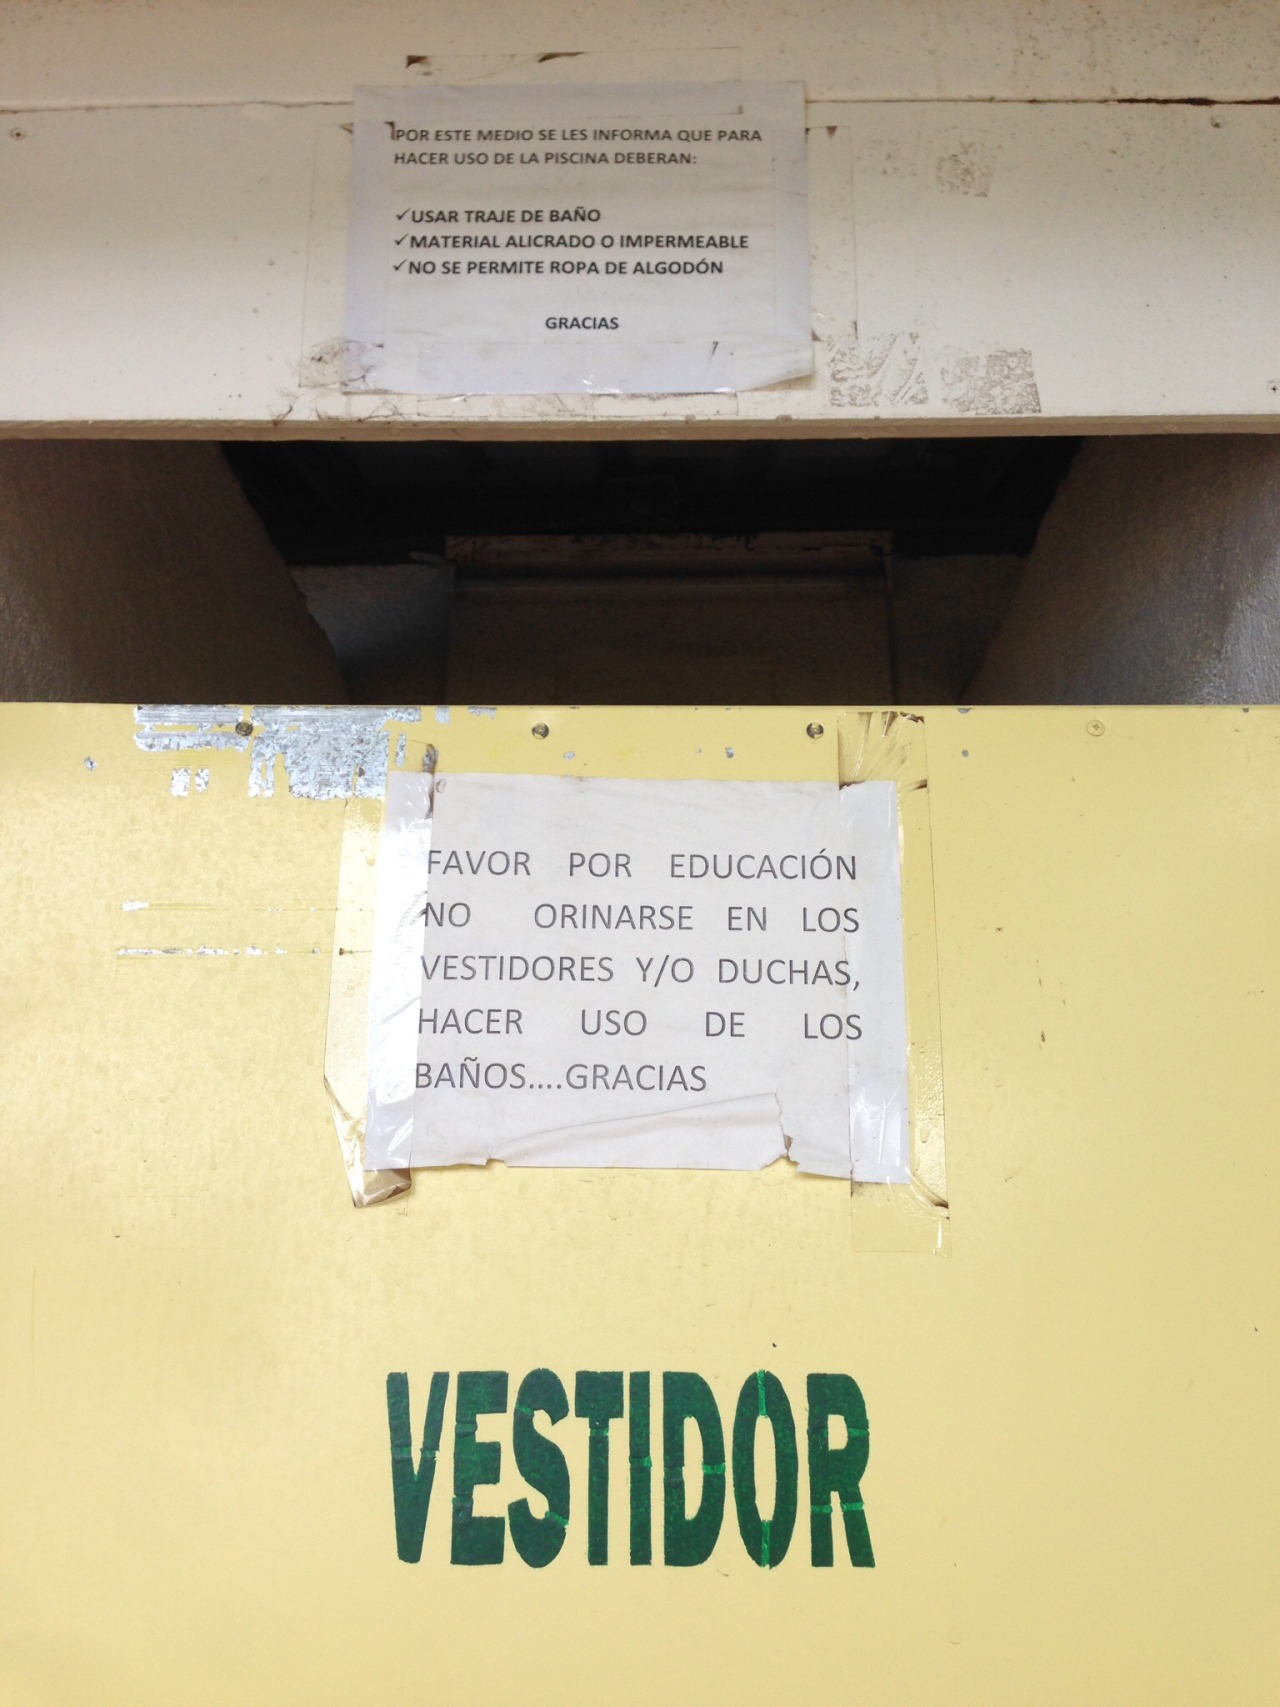 POR ESTE MEDIO SE LES INFORMA QUE PARA
HACER USO DE LA PISCINA DEBERAN:
✓USAR TRAJE DE BAÑO
✓MATERIAL ALICRADO O IMPERMEABLE
✓NO SE PERMITE ROPA DE ALGODÓN
GRACIAS
FAVOR POR EDUCACIÓN
NO ORINARSE EN LOS
VESTIDORES Y/O DUCHAS,
HACER USO DE LOS
BAÑOS....GRACIAS
VESTIDOR